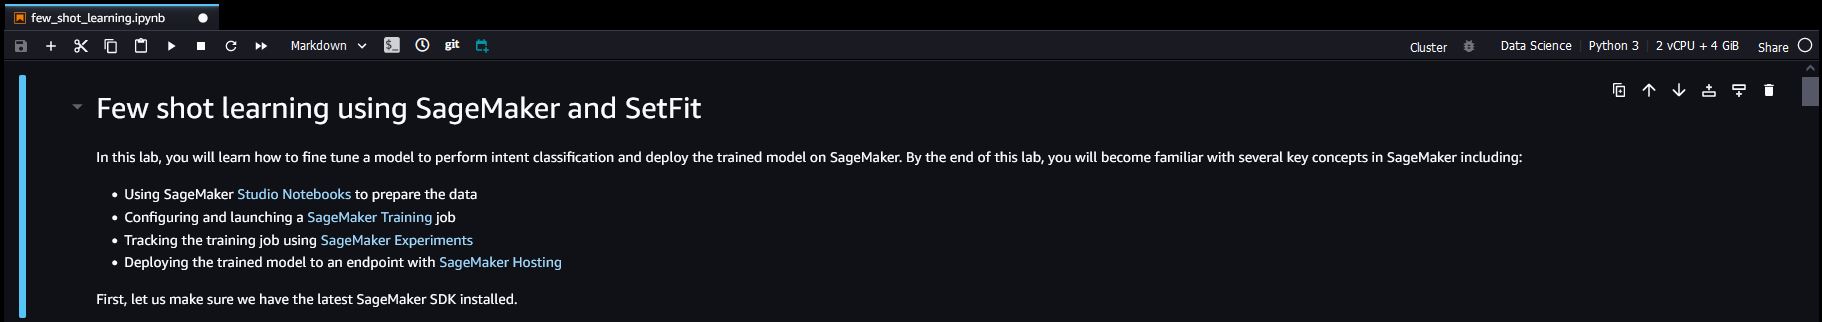 few_shot_learning.ipynb
Markdown
git
Cluster
Data Science
Python 3
2 vCPU + 4 GiB
Share
Few shot learning using SageMaker and SetFit
In this lab, you will learn how to fine tune a model to perform intent classification and deploy the trained model on SageMaker. By the end of this lab, you will become familiar with several key concepts in SageMaker including:
• Using SageMaker Studio Notebooks to prepare the data
• Configuring and launching a SageMaker Training job
• Tracking the training job using SageMaker Experiments
• Deploying the trained model to an endpoint with SageMaker Hosting
First, let us make sure we have the latest SageMaker SDK installed.